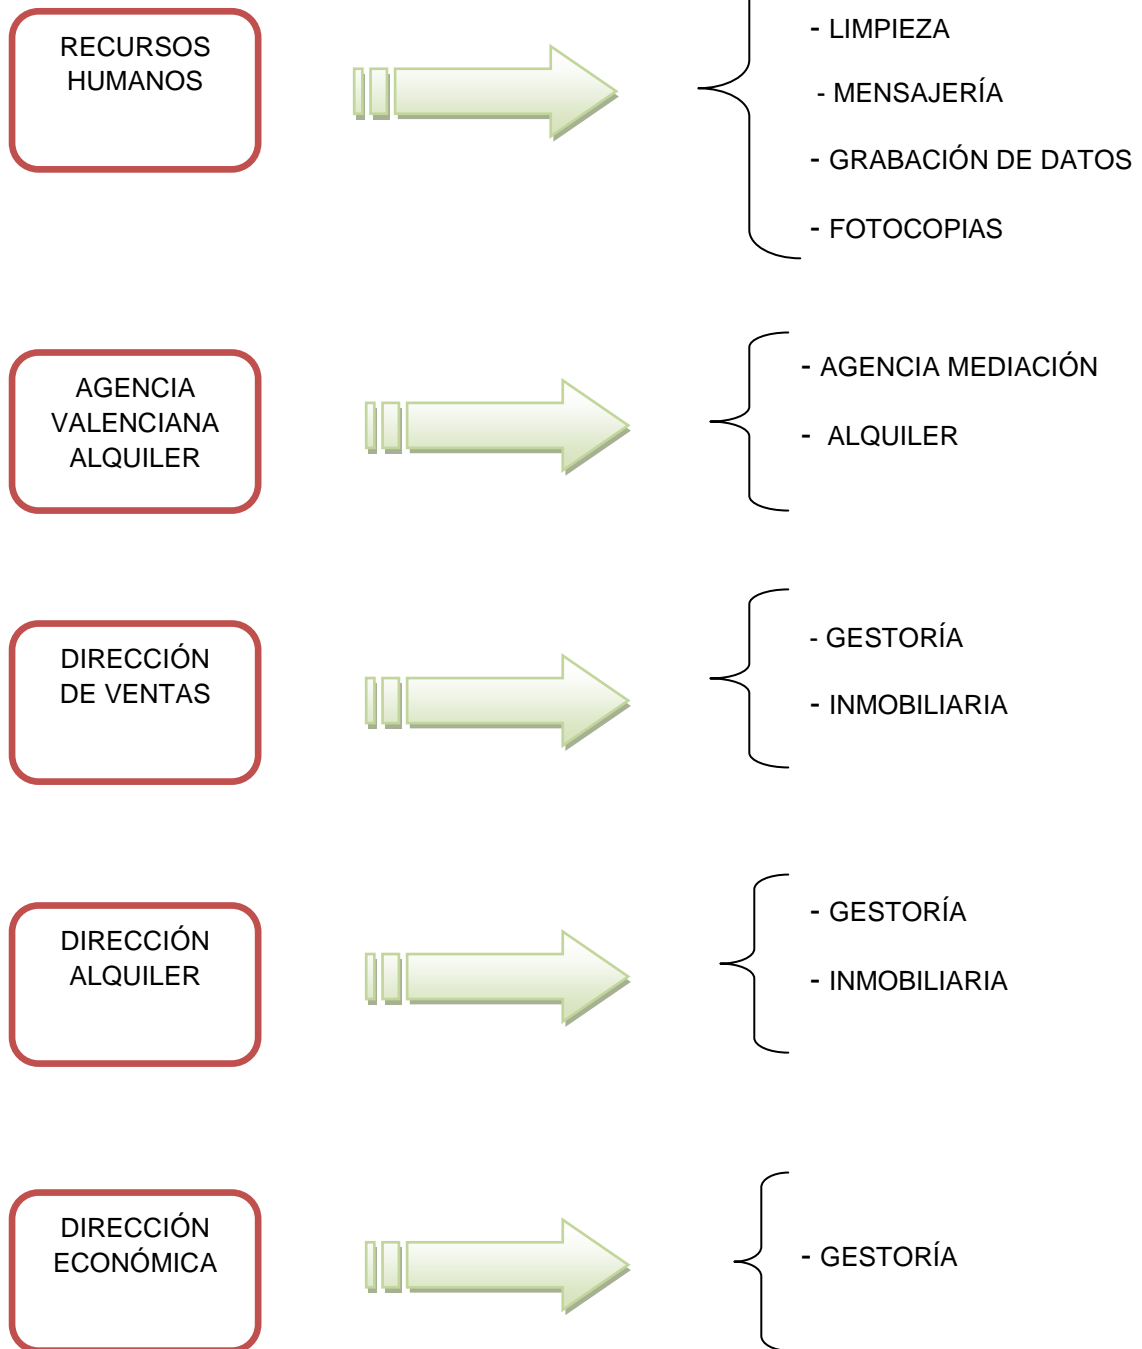 RECURSOS
HUMANOS
- LIMPIEZA
- MENSAJERÍA
- GRABACIÓN DE DATOS
- FOTOCOPIAS
AGENCIA
VALENCIANA
ALQUILER
- AGENCIA MEDIACIÓN
- ALQUILER
DIRECCIÓN
DE VENTAS
- GESTORÍA
- INMOBILIARIA
DIRECCIÓN
ALQUILER
- GESTORÍA
- INMOBILIARIA
DIRECCIÓN
ECONÓMICA
- GESTORÍA